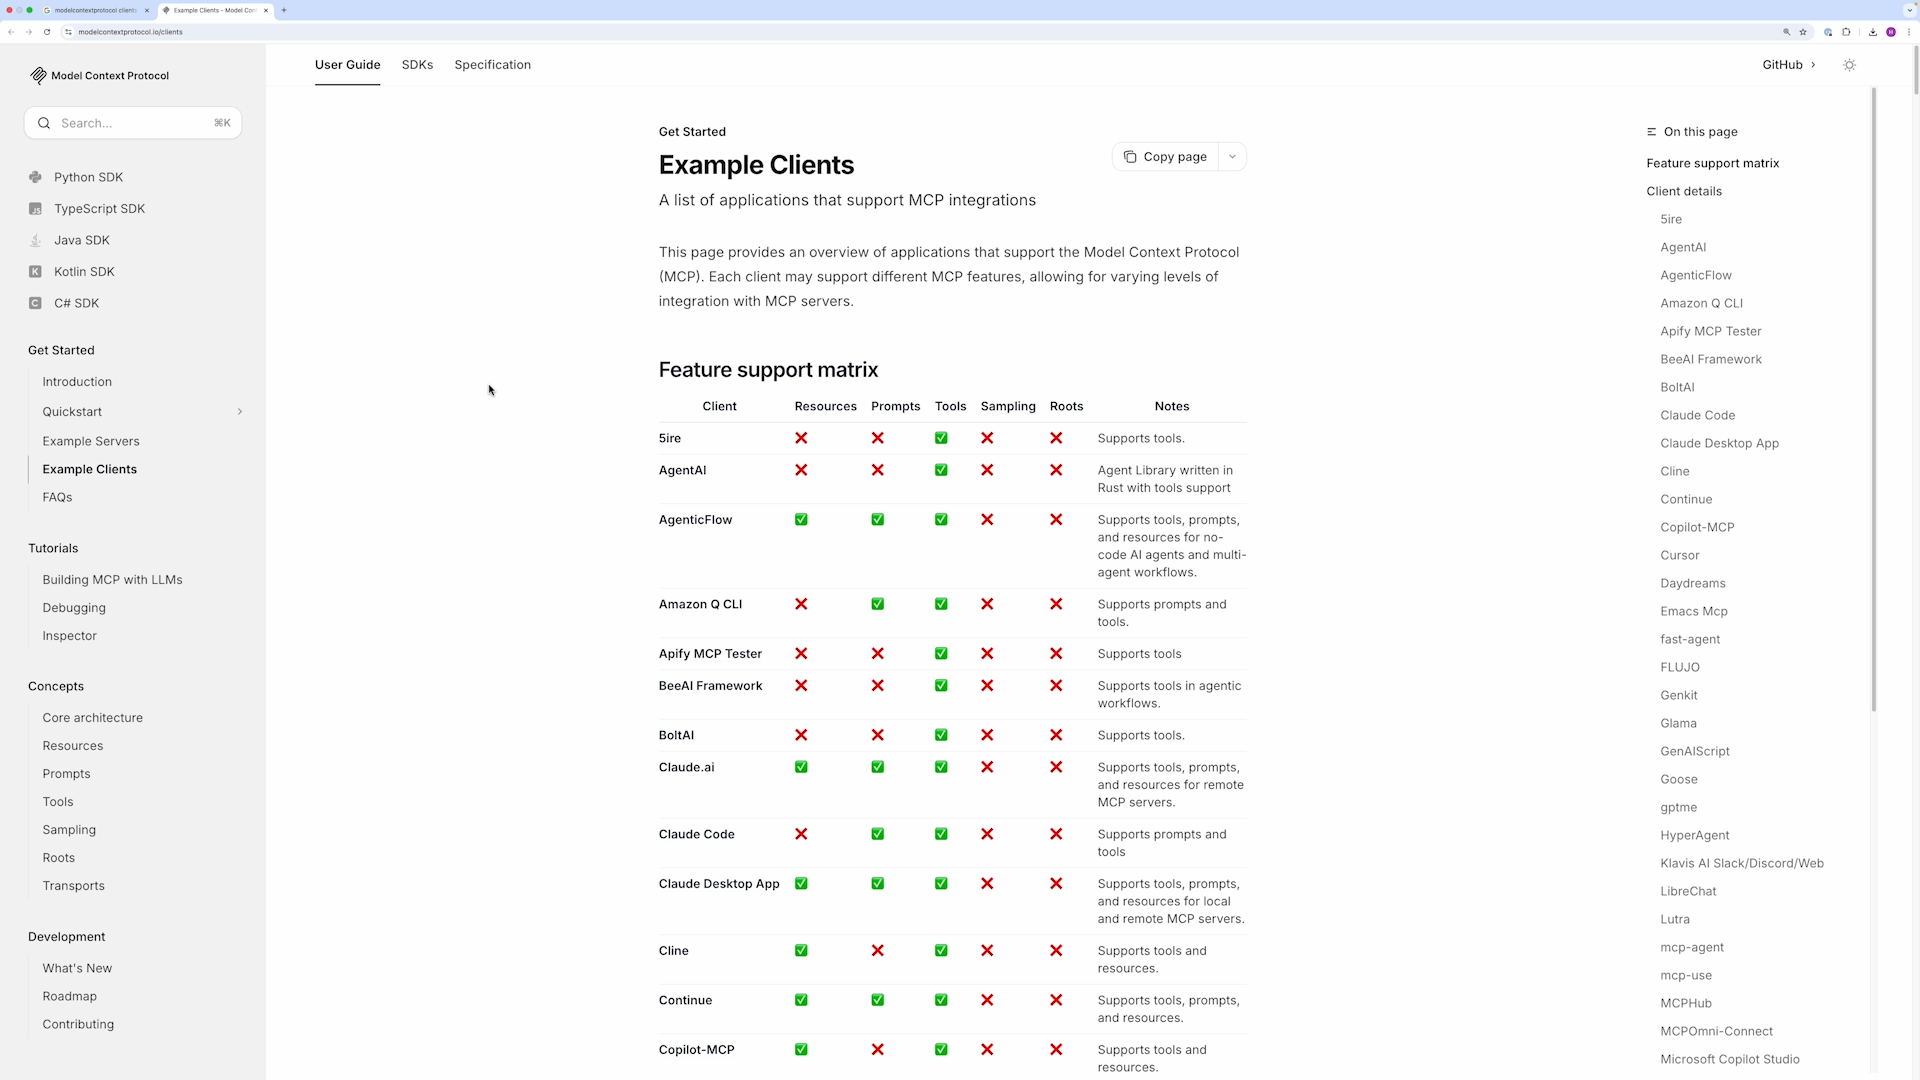 modelcontextprotocol clients
Example Clients - Model Con
modelcontextprotocol.io/clients
Model Context Protocol
Search...
⌘K
Python SDK
TypeScript SDK
Java SDK
Kotlin SDK
C# SDK
Get Started
Introduction
Quickstart
Example Servers
Example Clients
FAQs
Tutorials
Building MCP with LLMs
Debugging
Inspector
Concepts
Core architecture
Resources
Prompts
Tools
Sampling
Roots
Transports
Development
What's New
Roadmap
Contributing
User Guide SDKs Specification
GitHub
Get Started
Example Clients
Copy page
A list of applications that support MCP integrations
This page provides an overview of applications that support the Model Context Protocol
(MCP). Each client may support different MCP features, allowing for varying levels of
integration with MCP servers.
Feature support matrix
Client Resources Prompts Tools Sampling Roots Notes
5ire ❌ ❌ ✅ ❌ ❌ Supports tools.
AgentAI ❌ ❌ ✅ ❌ ❌ Agent Library written in
Rust with tools support
AgenticFlow ✅ ✅ ✅ ❌ ❌ Supports tools, prompts,
and resources for no-
code AI agents and multi-
agent workflows.
Amazon Q CLI ❌ ✅ ✅ ❌ ❌ Supports prompts and
tools.
Apify MCP Tester ❌ ❌ ✅ ❌ ❌ Supports tools
BeeAI Framework ❌ ❌ ✅ ❌ ❌ Supports tools in agentic
workflows.
BoltAI ❌ ❌ ✅ ❌ ❌ Supports tools.
Claude.ai ✅ ✅ ✅ ❌ ❌ Supports tools, prompts,
and resources for remote
MCP servers.
Claude Code ❌ ✅ ✅ ❌ ❌ Supports prompts and
tools
Claude Desktop App ✅ ✅ ✅ ❌ ❌ Supports tools, prompts,
and resources for local
and remote MCP servers.
Cline ✅ ❌ ✅ ❌ ❌ Supports tools and
resources.
Continue ✅ ✅ ✅ ❌ ❌ Supports tools, prompts,
and resources.
Copilot-MCP ✅ ❌ ✅ ❌ ❌ Supports tools and
resources.
On this page
Feature support matrix
Client details
5ire
AgentAI
AgenticFlow
Amazon Q CLI
Apify MCP Tester
BeeAI Framework
BoltAI
Claude Code
Claude Desktop App
Cline
Continue
Copilot-MCP
Cursor
Daydreams
Emacs Mcp
fast-agent
FLUJO
Genkit
Glama
GenAIScript
Goose
gptme
HyperAgent
Klavis AI Slack/Discord/Web
LibreChat
Lutra
mcp-agent
mcp-use
MCPHub
MCPOmni-Connect
Microsoft Copilot Studio